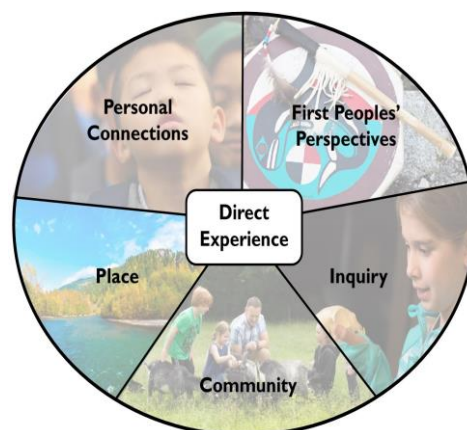 Personal
Connections
First Peoples'
Perspectives
Direct
Experience
Place
Inquiry
Community